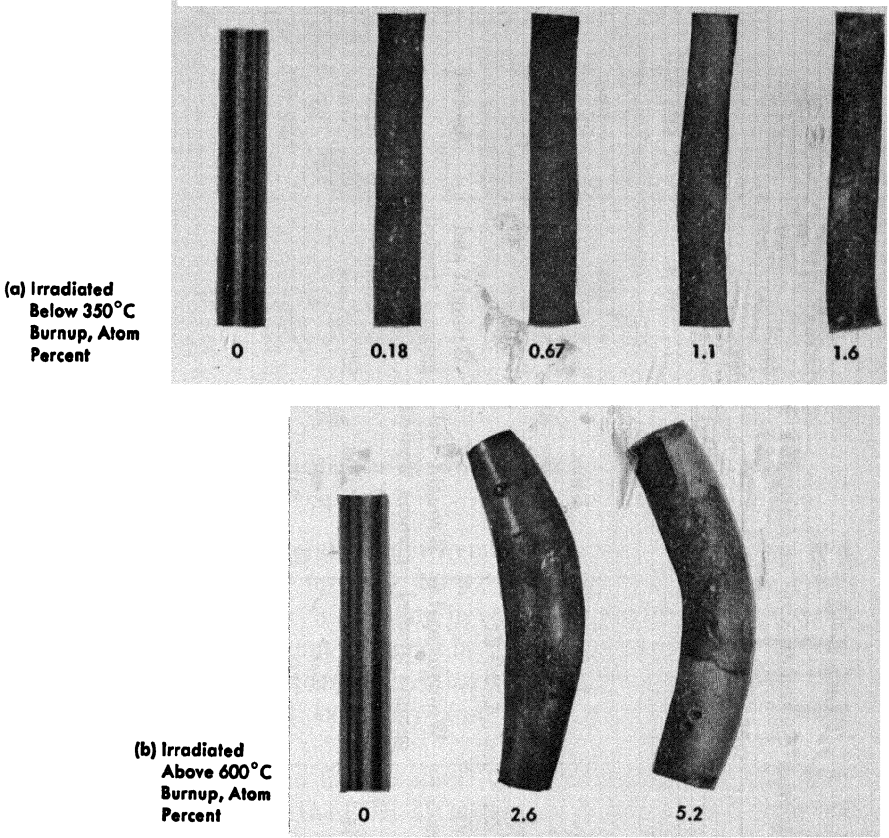 (a) Irradiated
Below 350°C
Burnup, Atom
Percent
0 0.18 0.67 1.1 1.6
(b) Irradiated
Above 600°C
Burnup, Atom
Percent
0 2.6 5.2